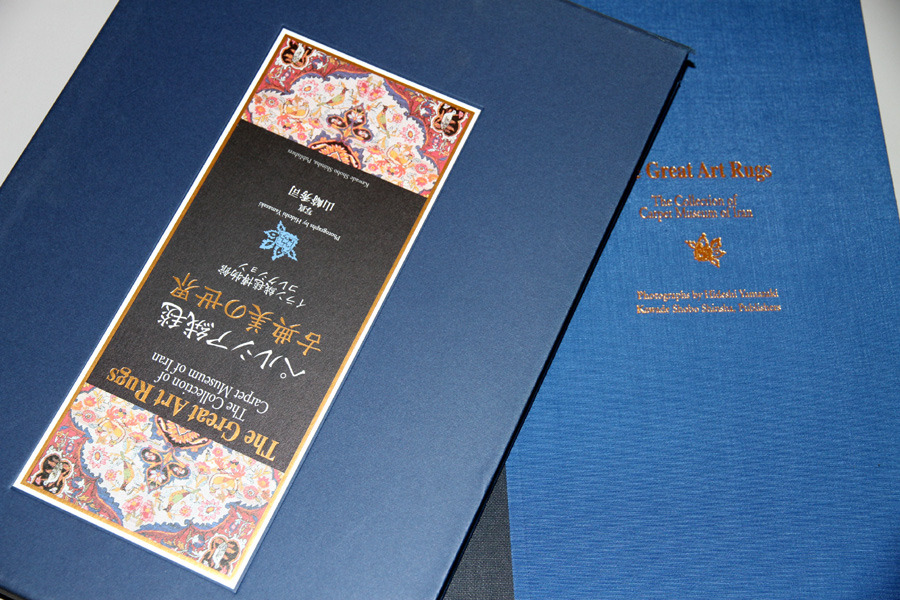 The Great Art Rugs
The Collection of
Carpet Museum of Iran
ペルシア絨毯
古典美の世界
イラン絨毯博物館
コレクション
Photographs by Hideshi Yamazaki
写真
山崎秀司
Kawade Shobo Shinsha, Publishers
Great Art Rugs
The Collection of
Carpet Museum of Iran
Photographs by Hideshi Yamazaki
Kawade Shobo Shinsha, Publishers